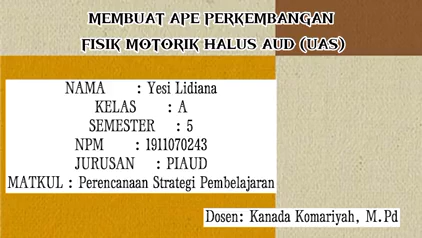 MEMBUAT APE PERKEMBANGAN
FISIK MOTORIK HALUS AUD (UAS)
NAMA : Yesi Lidiana
KELAS : A
SEMESTER : 5
NPM : 1911070243
JURUSAN : PIAUD
MATKUL : Perencanaan Strategi Pembelajaran
Dosen: Kanada Komariyah, M.Pd